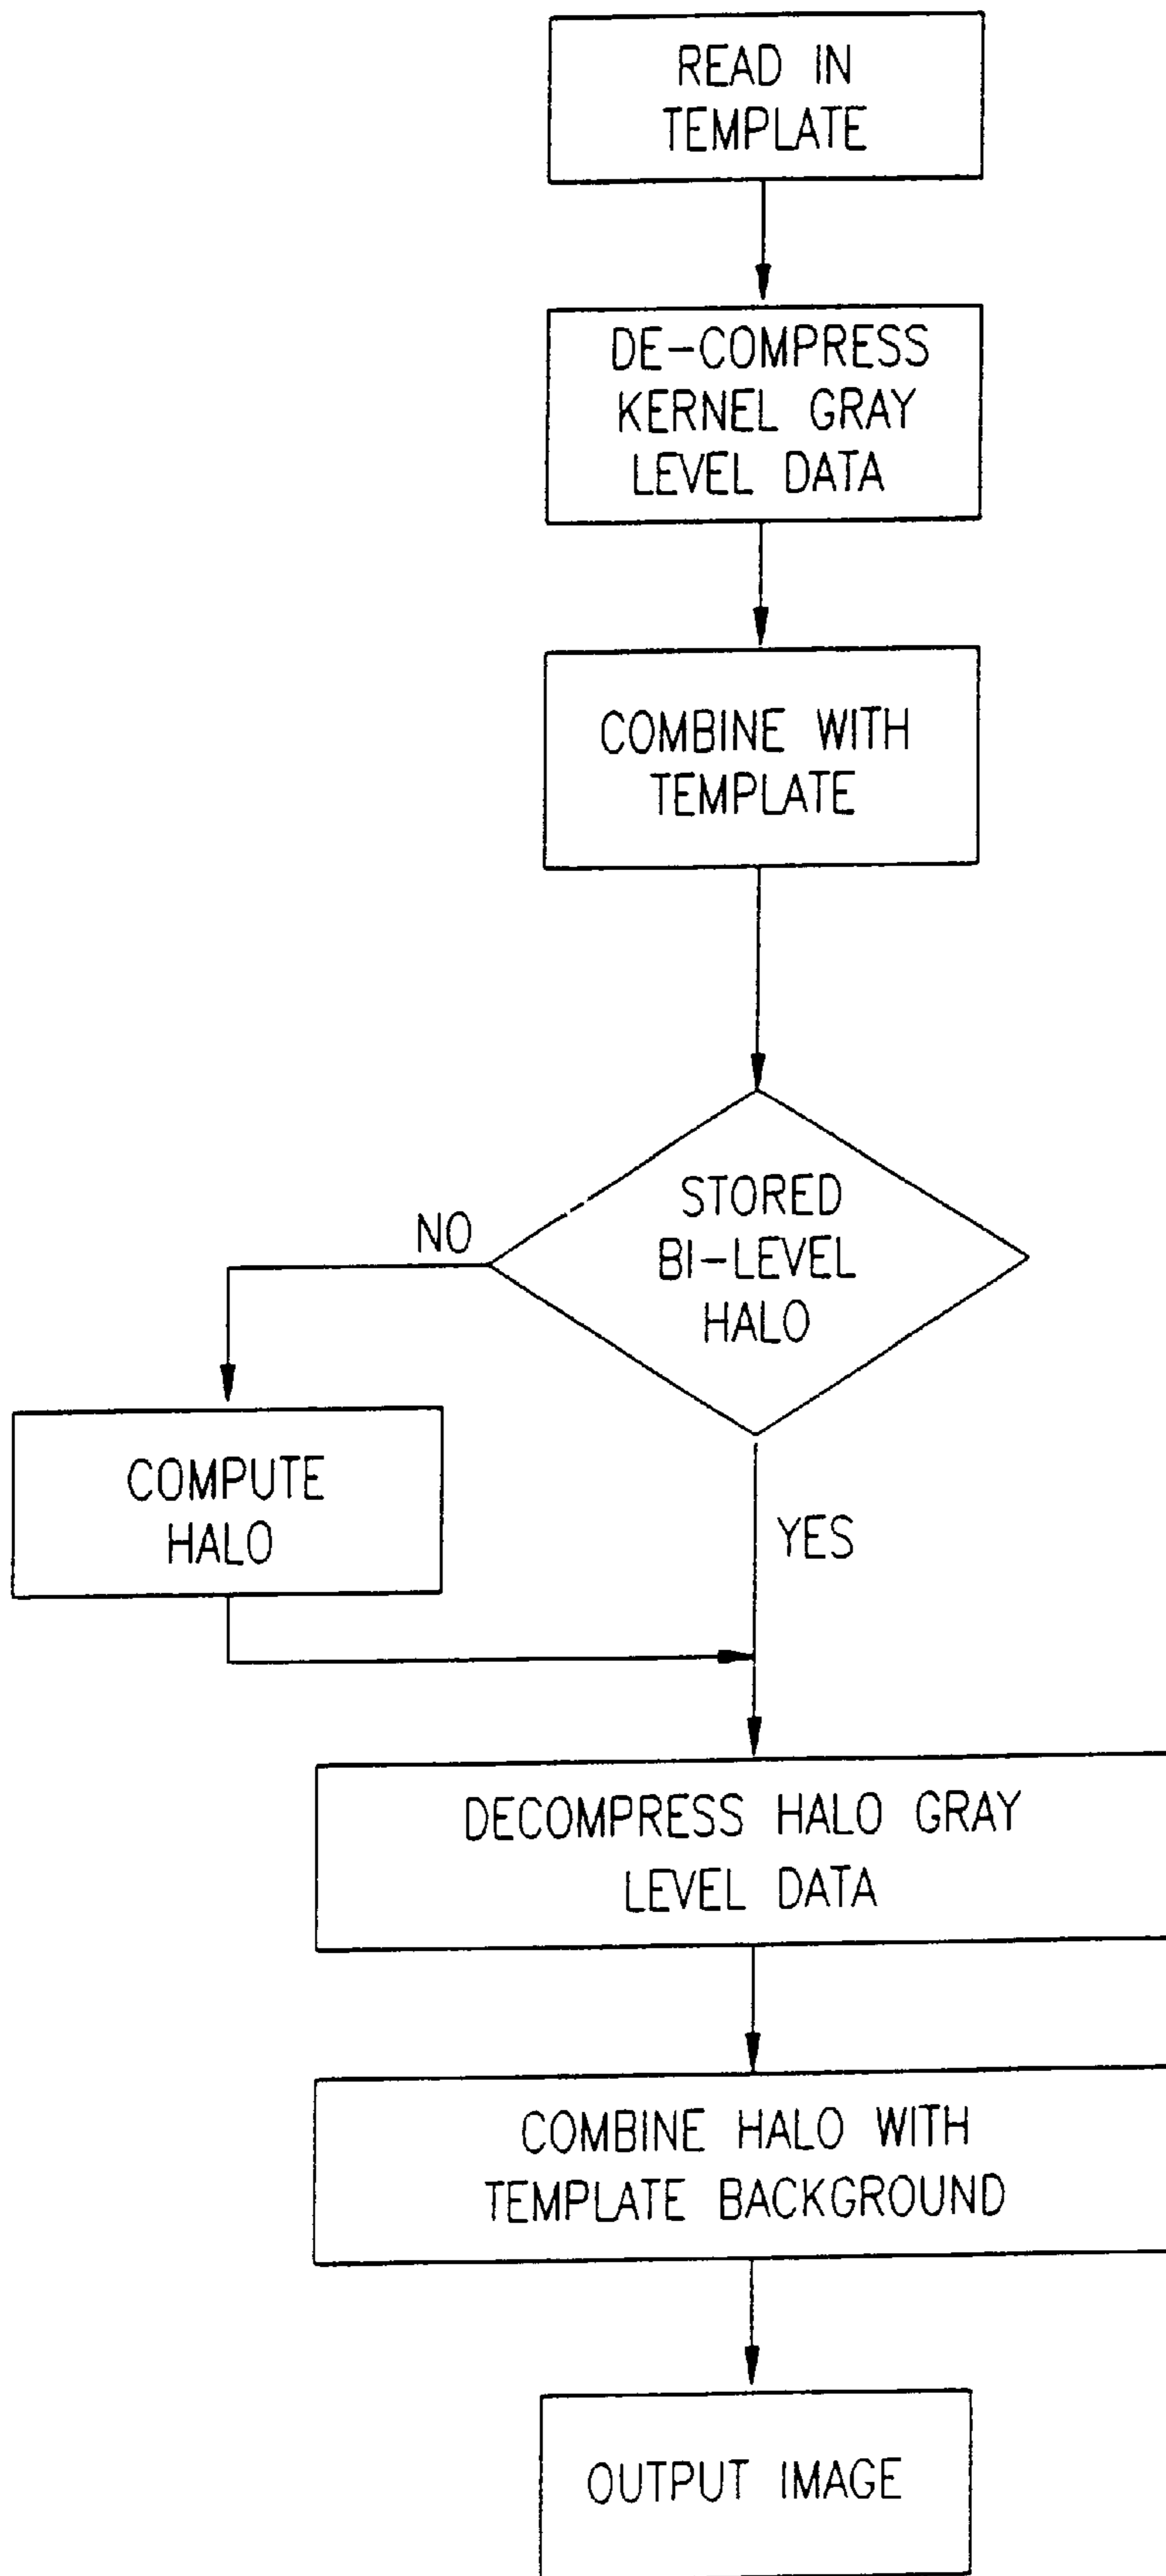 READ IN
TEMPLATE
DE-COMPRESS
KERNEL GRAY
LEVEL DATA
COMBINE WITH
TEMPLATE
STORED
BI-LEVEL
HALO
NO
COMPUTE
HALO
YES
DECOMPRESS HALO GRAY
LEVEL DATA
COMBINE HALO WITH
TEMPLATE BACKGROUND
OUTPUT IMAGE